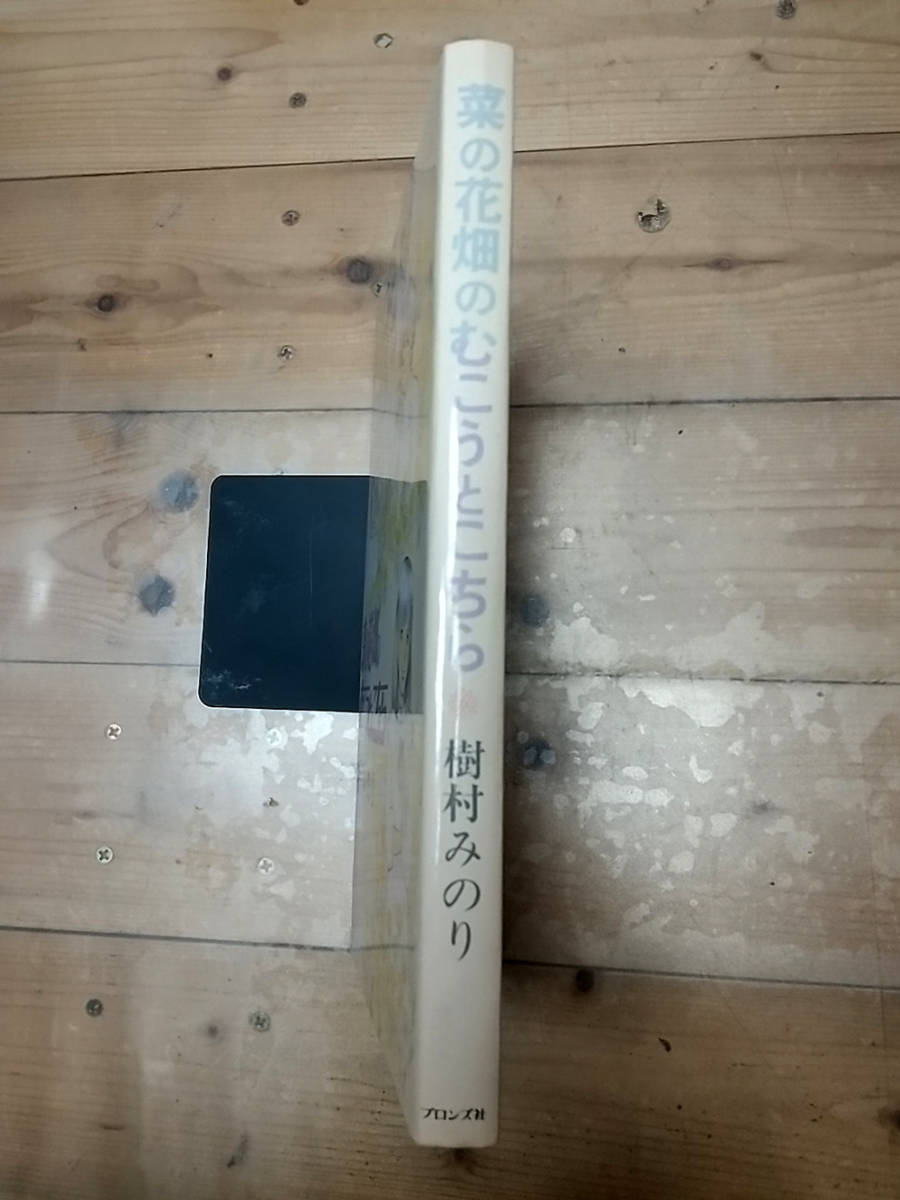 菜の花畑のむこうとこちら
樹村みのり
ブロンズ社